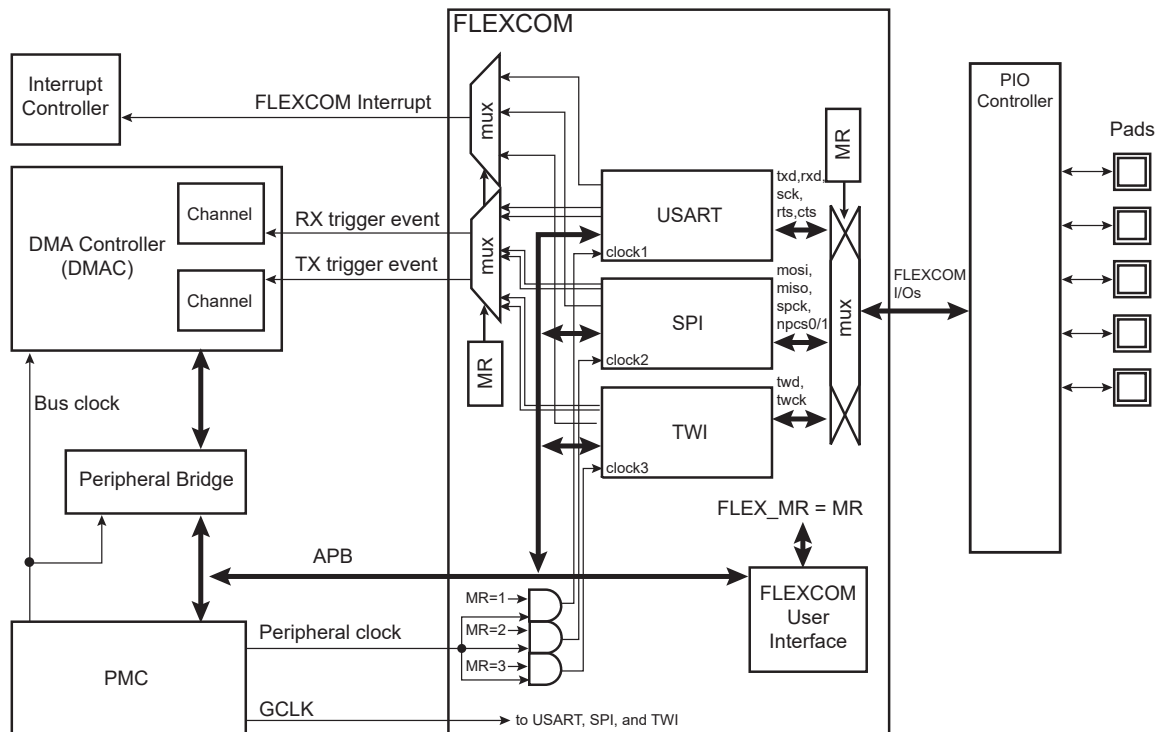 FLEXCOM
Interrupt
Controller
FLEXCOM Interrupt
mux
PIO
Controller
Pads
MR
DMA Controller
(DMAC)
Channel
Channel
RX trigger event
TX trigger event
mux
MR
USART
clock1
txd,rxd,
sck,
rts,cts
SPI
clock2
mosi,
miso,
spck,
npcs0/1
TWI
clock3
twd,
twck
mux
FLEXCOM
I/Os
Bus clock
Peripheral Bridge
APB
FLEX_MR = MR
FLEXCOM
User
Interface
MR=1
MR=2
MR=3
Peripheral clock
PMC
GCLK
to USART, SPI, and TWI